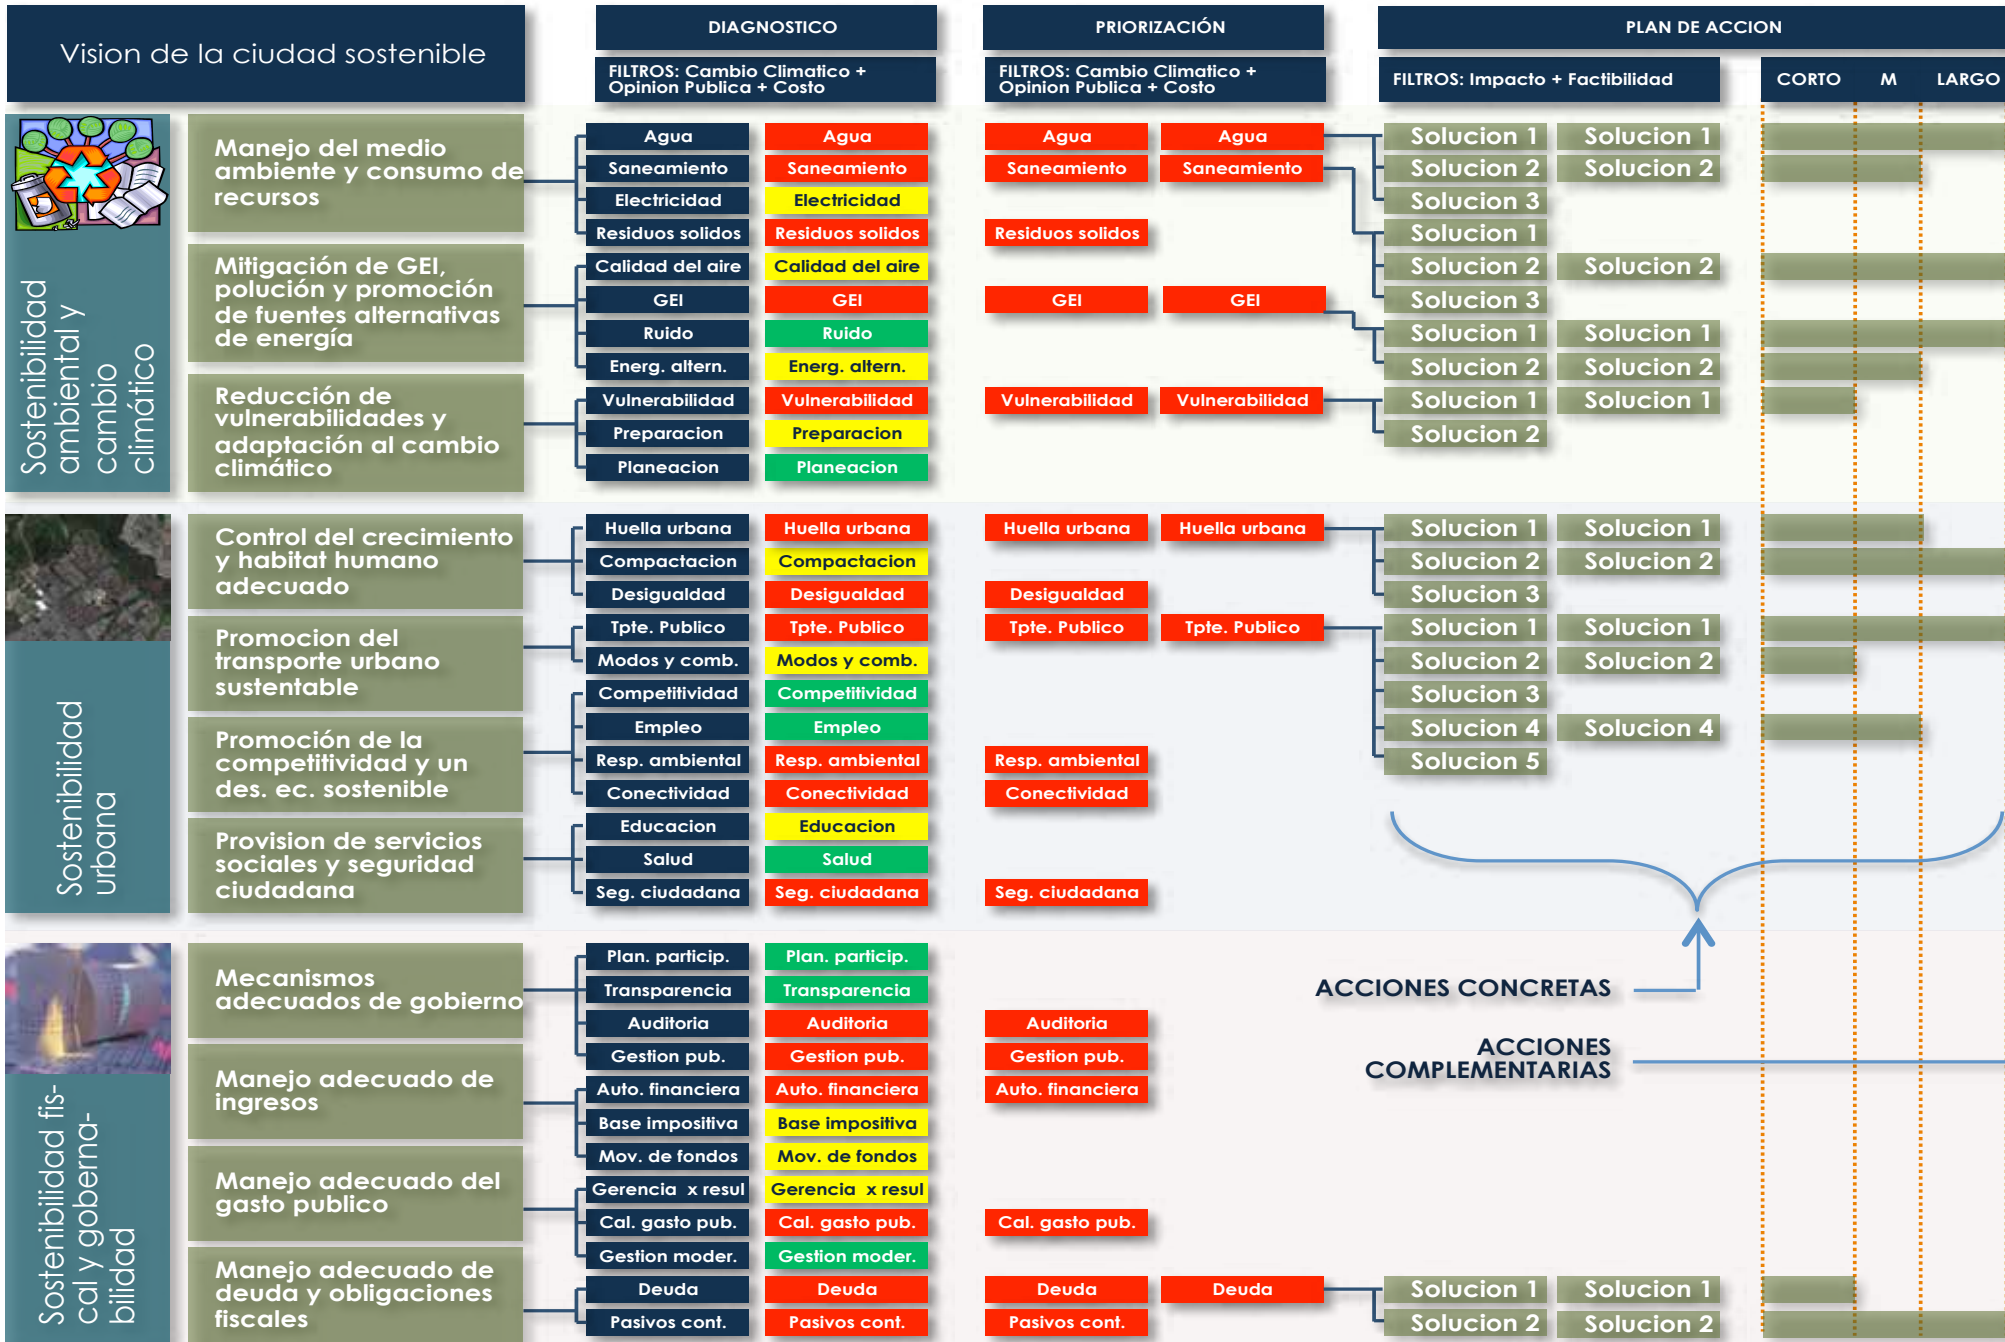 Vision de la ciudad sostenible
DIAGNOSTICO
PRIORIZACIÓN
PLAN DE ACCION
FILTROS: Cambio Climatico +
Opinion Publica + Costo
FILTROS: Cambio Climatico +
Opinion Publica + Costo
FILTROS: Impacto + Factibilidad
CORTO M LARGO
Sostenibilidad
ambiental y
cambio
climático
Manejo del medio
ambiente y consumo de
recursos
Agua Agua Agua Agua Solucion 1 Solucion 1
Saneamiento Saneamiento Saneamiento Saneamiento Solucion 2 Solucion 2
Electricidad Electricidad Solucion 3
Residuos solidos Residuos solidos Residuos solidos Solucion 1
Mitigación de GEI,
polución y promoción
de fuentes alternativas
de energía
Calidad del aire Calidad del aire Solucion 2 Solucion 2
GEI GEI GEI GEI Solucion 3
Ruido Ruido Solucion 1 Solucion 1
Energ. altern. Energ. altern. Solucion 2 Solucion 2
Reducción de
vulnerabilidades y
adaptación al cambio
climático
Vulnerabilidad Vulnerabilidad Vulnerabilidad Vulnerabilidad Solucion 1 Solucion 1
Preparacion Preparacion Solucion 2
Planeacion Planeacion
Sostenibilidad
urbana
Control del crecimiento
y habitat humano
adecuado
Huella urbana Huella urbana Huella urbana Huella urbana Solucion 1 Solucion 1
Compactacion Compactacion Solucion 2 Solucion 2
Desigualdad Desigualdad Desigualdad Solucion 3
Promocion del
transporte urbano
sustentable
Tpte. Publico Tpte. Publico Tpte. Publico Tpte. Publico Solucion 1 Solucion 1
Modos y comb. Modos y comb. Solucion 2 Solucion 2
Promoción de la
competitividad y un
des. ec. sostenible
Competitividad Competitividad Solucion 3
Empleo Empleo Solucion 4 Solucion 4
Resp. ambiental Resp. ambiental Resp. ambiental Solucion 5
Conectividad Conectividad Conectividad
Provision de servicios
sociales y seguridad
ciudadana
Educacion Educacion
Salud Salud
Seg. ciudadana Seg. ciudadana Seg. ciudadana
Sostenibilidad fis-
cal y goberna-
bilidad
Mecanismos
adecuados de gobierno
Plan. particip. Plan. particip.
Transparencia Transparencia
Auditoria Auditoria Auditoria
Gestion pub. Gestion pub. Gestion pub.
ACCIONES CONCRETAS
ACCIONES
COMPLEMENTARIAS
Manejo adecuado de
ingresos
Auto. financiera Auto. financiera Auto. financiera
Base impositiva Base impositiva
Mov. de fondos Mov. de fondos
Manejo adecuado del
gasto publico
Gerencia x resul Gerencia x resul
Cal. gasto pub. Cal. gasto pub. Cal. gasto pub.
Gestion moder. Gestion moder.
Manejo adecuado de
deuda y obligaciones
fiscales
Deuda Deuda Deuda Deuda Solucion 1 Solucion 1
Pasivos cont. Pasivos cont. Pasivos cont. Solucion 2 Solucion 2